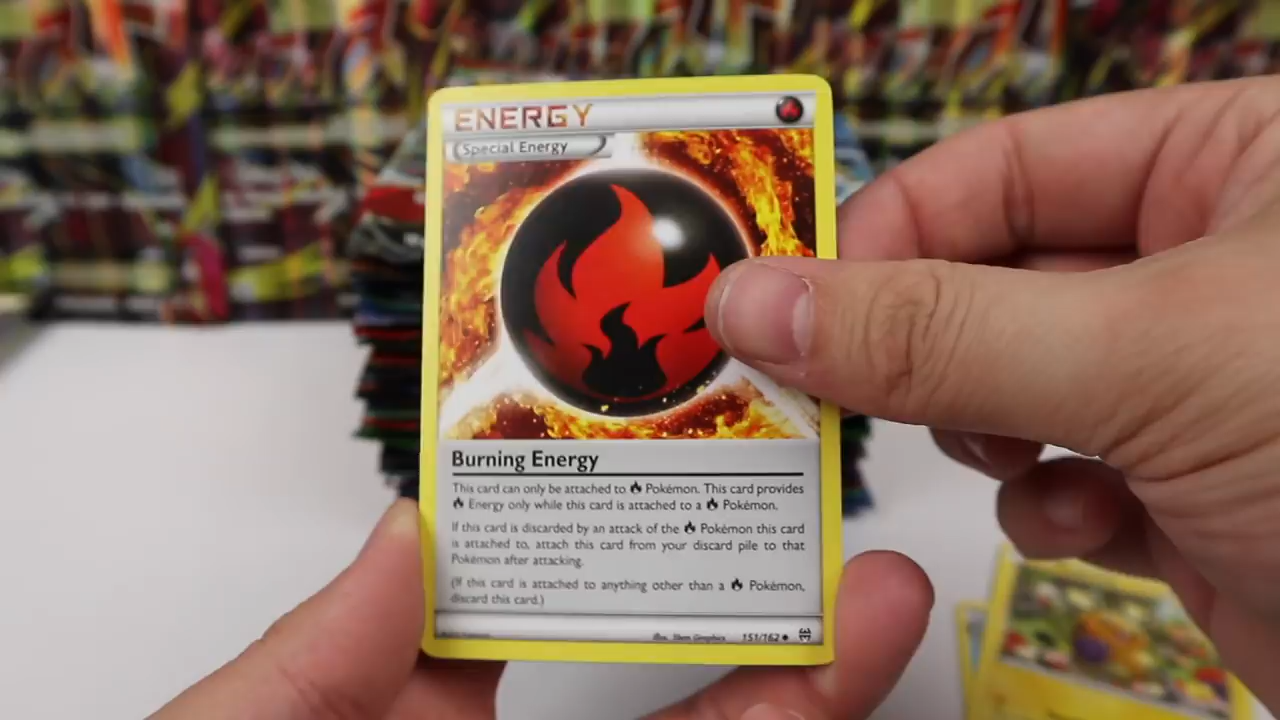 ENERGY
Special Energy
Burning Energy
This card can only be attached to Pokémon. This card provides
Energy only while this card is attached to a Pokémon.
If this card is discarded by an attack of the Pokémon this card
is attached to, attach this card from your discard pile to that
Pokémon after attacking.
(If this card is attached to anything other than a Pokémon,
discard this card.)
Illus. 5ban Graphics 151/162